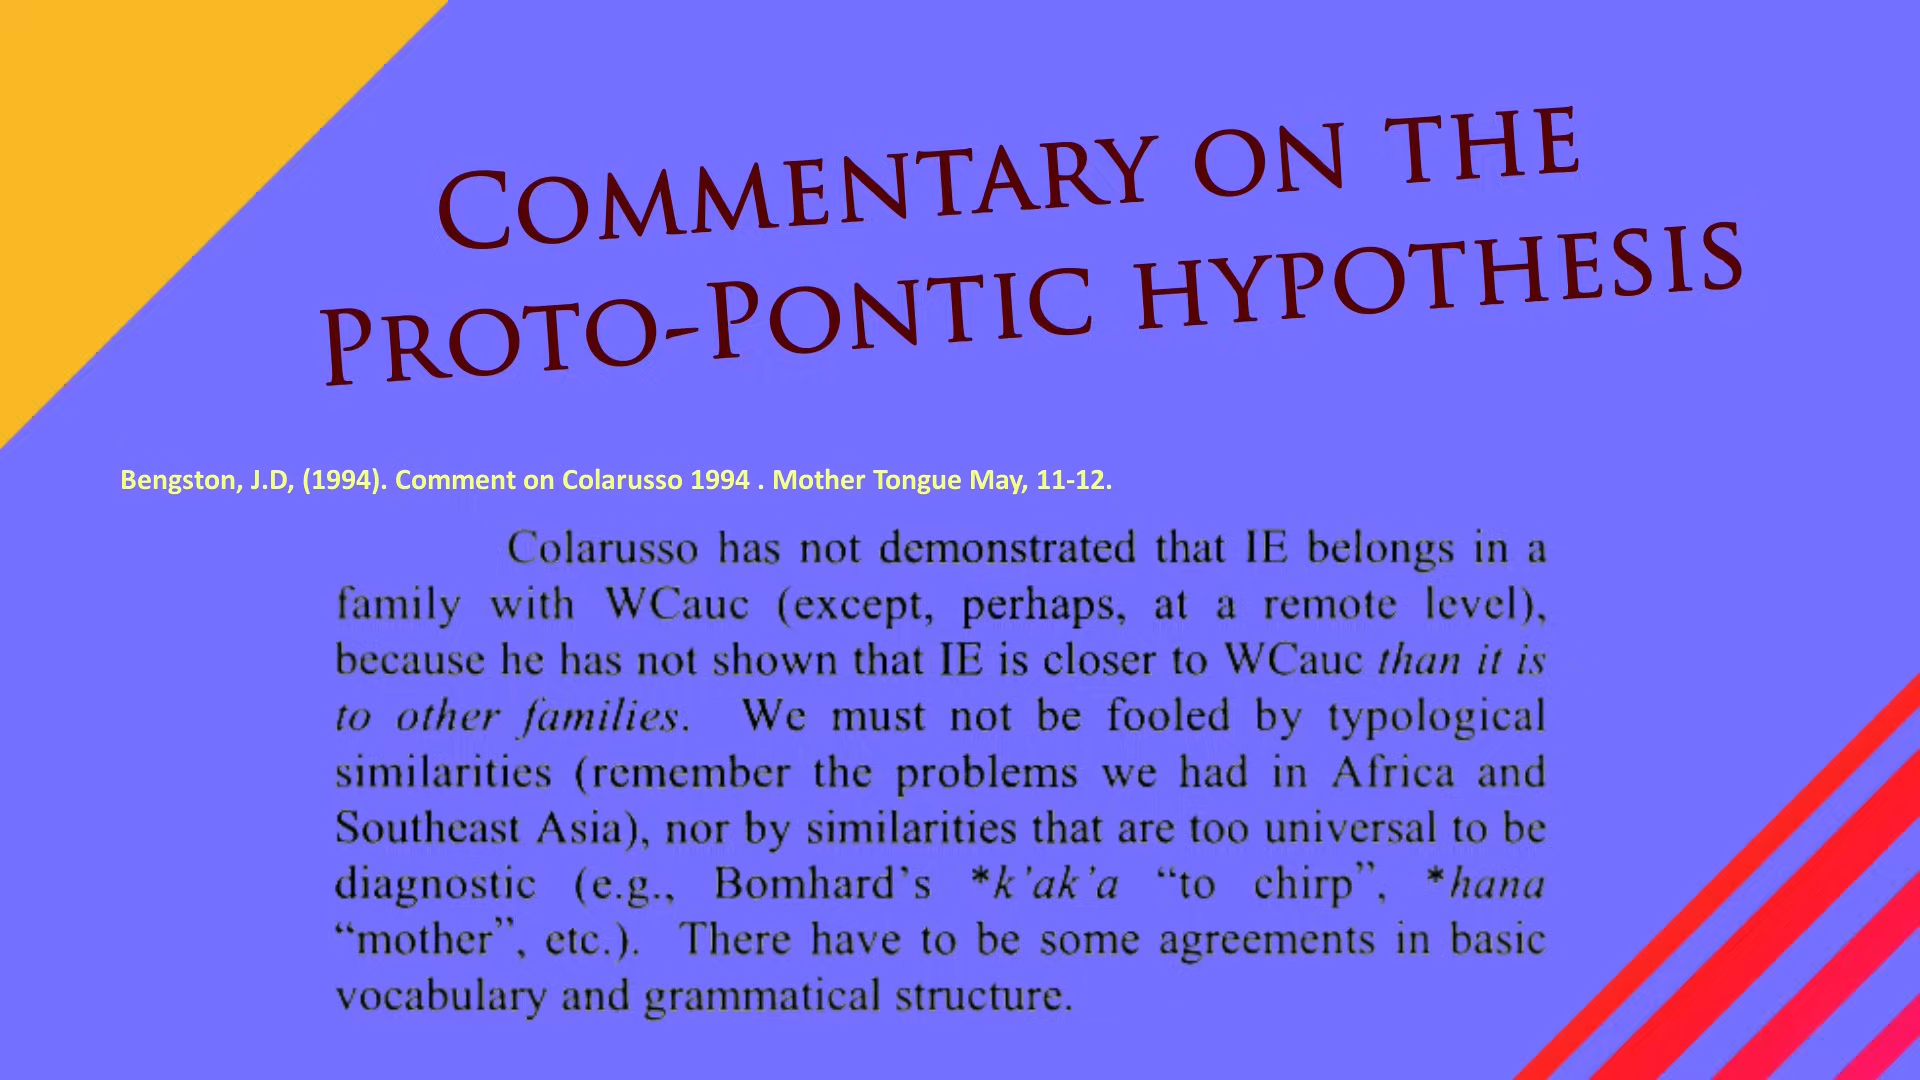 Commentary on the
Proto-Pontic hypothesis
Bengston, J.D, (1994). Comment on Colarusso 1994 . Mother Tongue May, 11-12.
Colarusso has not demonstrated that IE belongs in a
family with WCauc (except, perhaps, at a remote level),
because he has not shown that IE is closer to WCauc than it is
to other families. We must not be fooled by typological
similarities (remember the problems we had in Africa and
Southeast Asia), nor by similarities that are too universal to be
diagnostic (e.g., Bomhard's *k'ak'a "to chirp", *hana
"mother", etc.). There have to be some agreements in basic
vocabulary and grammatical structure.